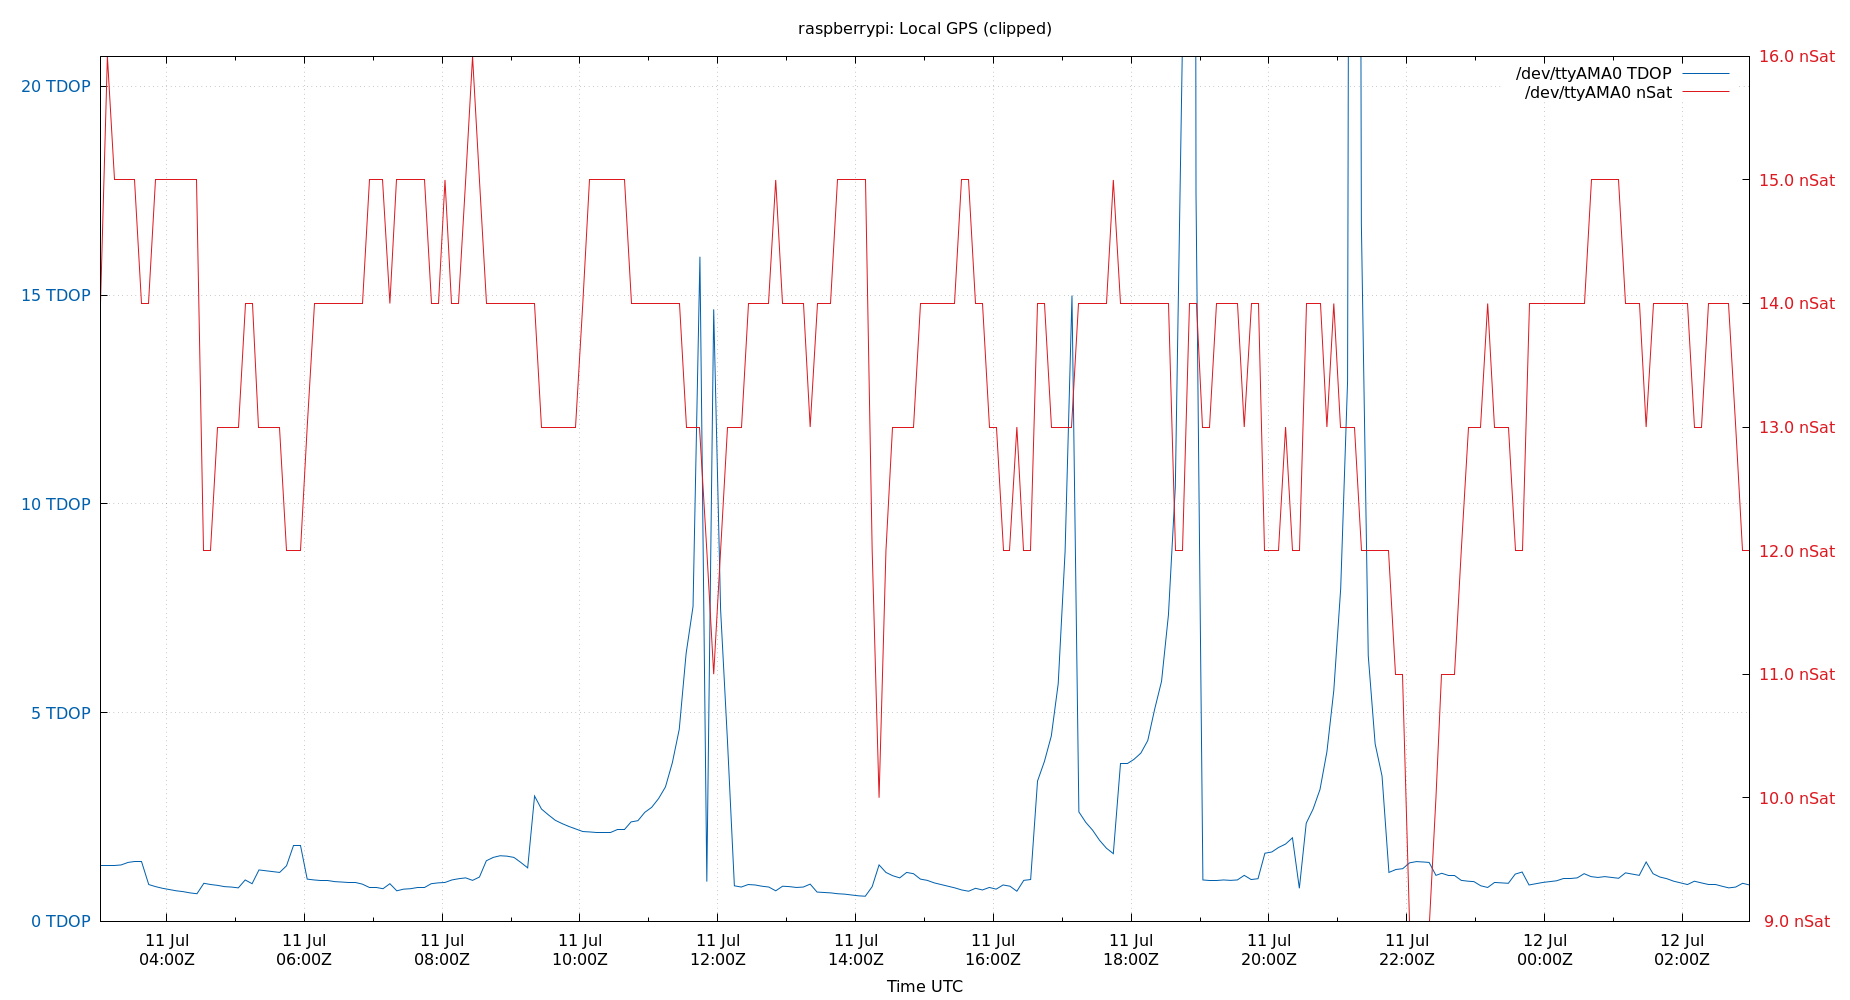 raspberrypi: Local GPS (clipped)
20 TDOP
15 TDOP
10 TDOP
5 TDOP
0 TDOP
16.0 nSat
15.0 nSat
14.0 nSat
13.0 nSat
12.0 nSat
11.0 nSat
10.0 nSat
9.0 nSat
/dev/ttyAMA0 TDOP
/dev/ttyAMA0 nSat
11 Jul
04:00Z
11 Jul
06:00Z
11 Jul
08:00Z
11 Jul
10:00Z
11 Jul
12:00Z
11 Jul
14:00Z
11 Jul
16:00Z
11 Jul
18:00Z
11 Jul
20:00Z
11 Jul
22:00Z
12 Jul
00:00Z
12 Jul
02:00Z
Time UTC